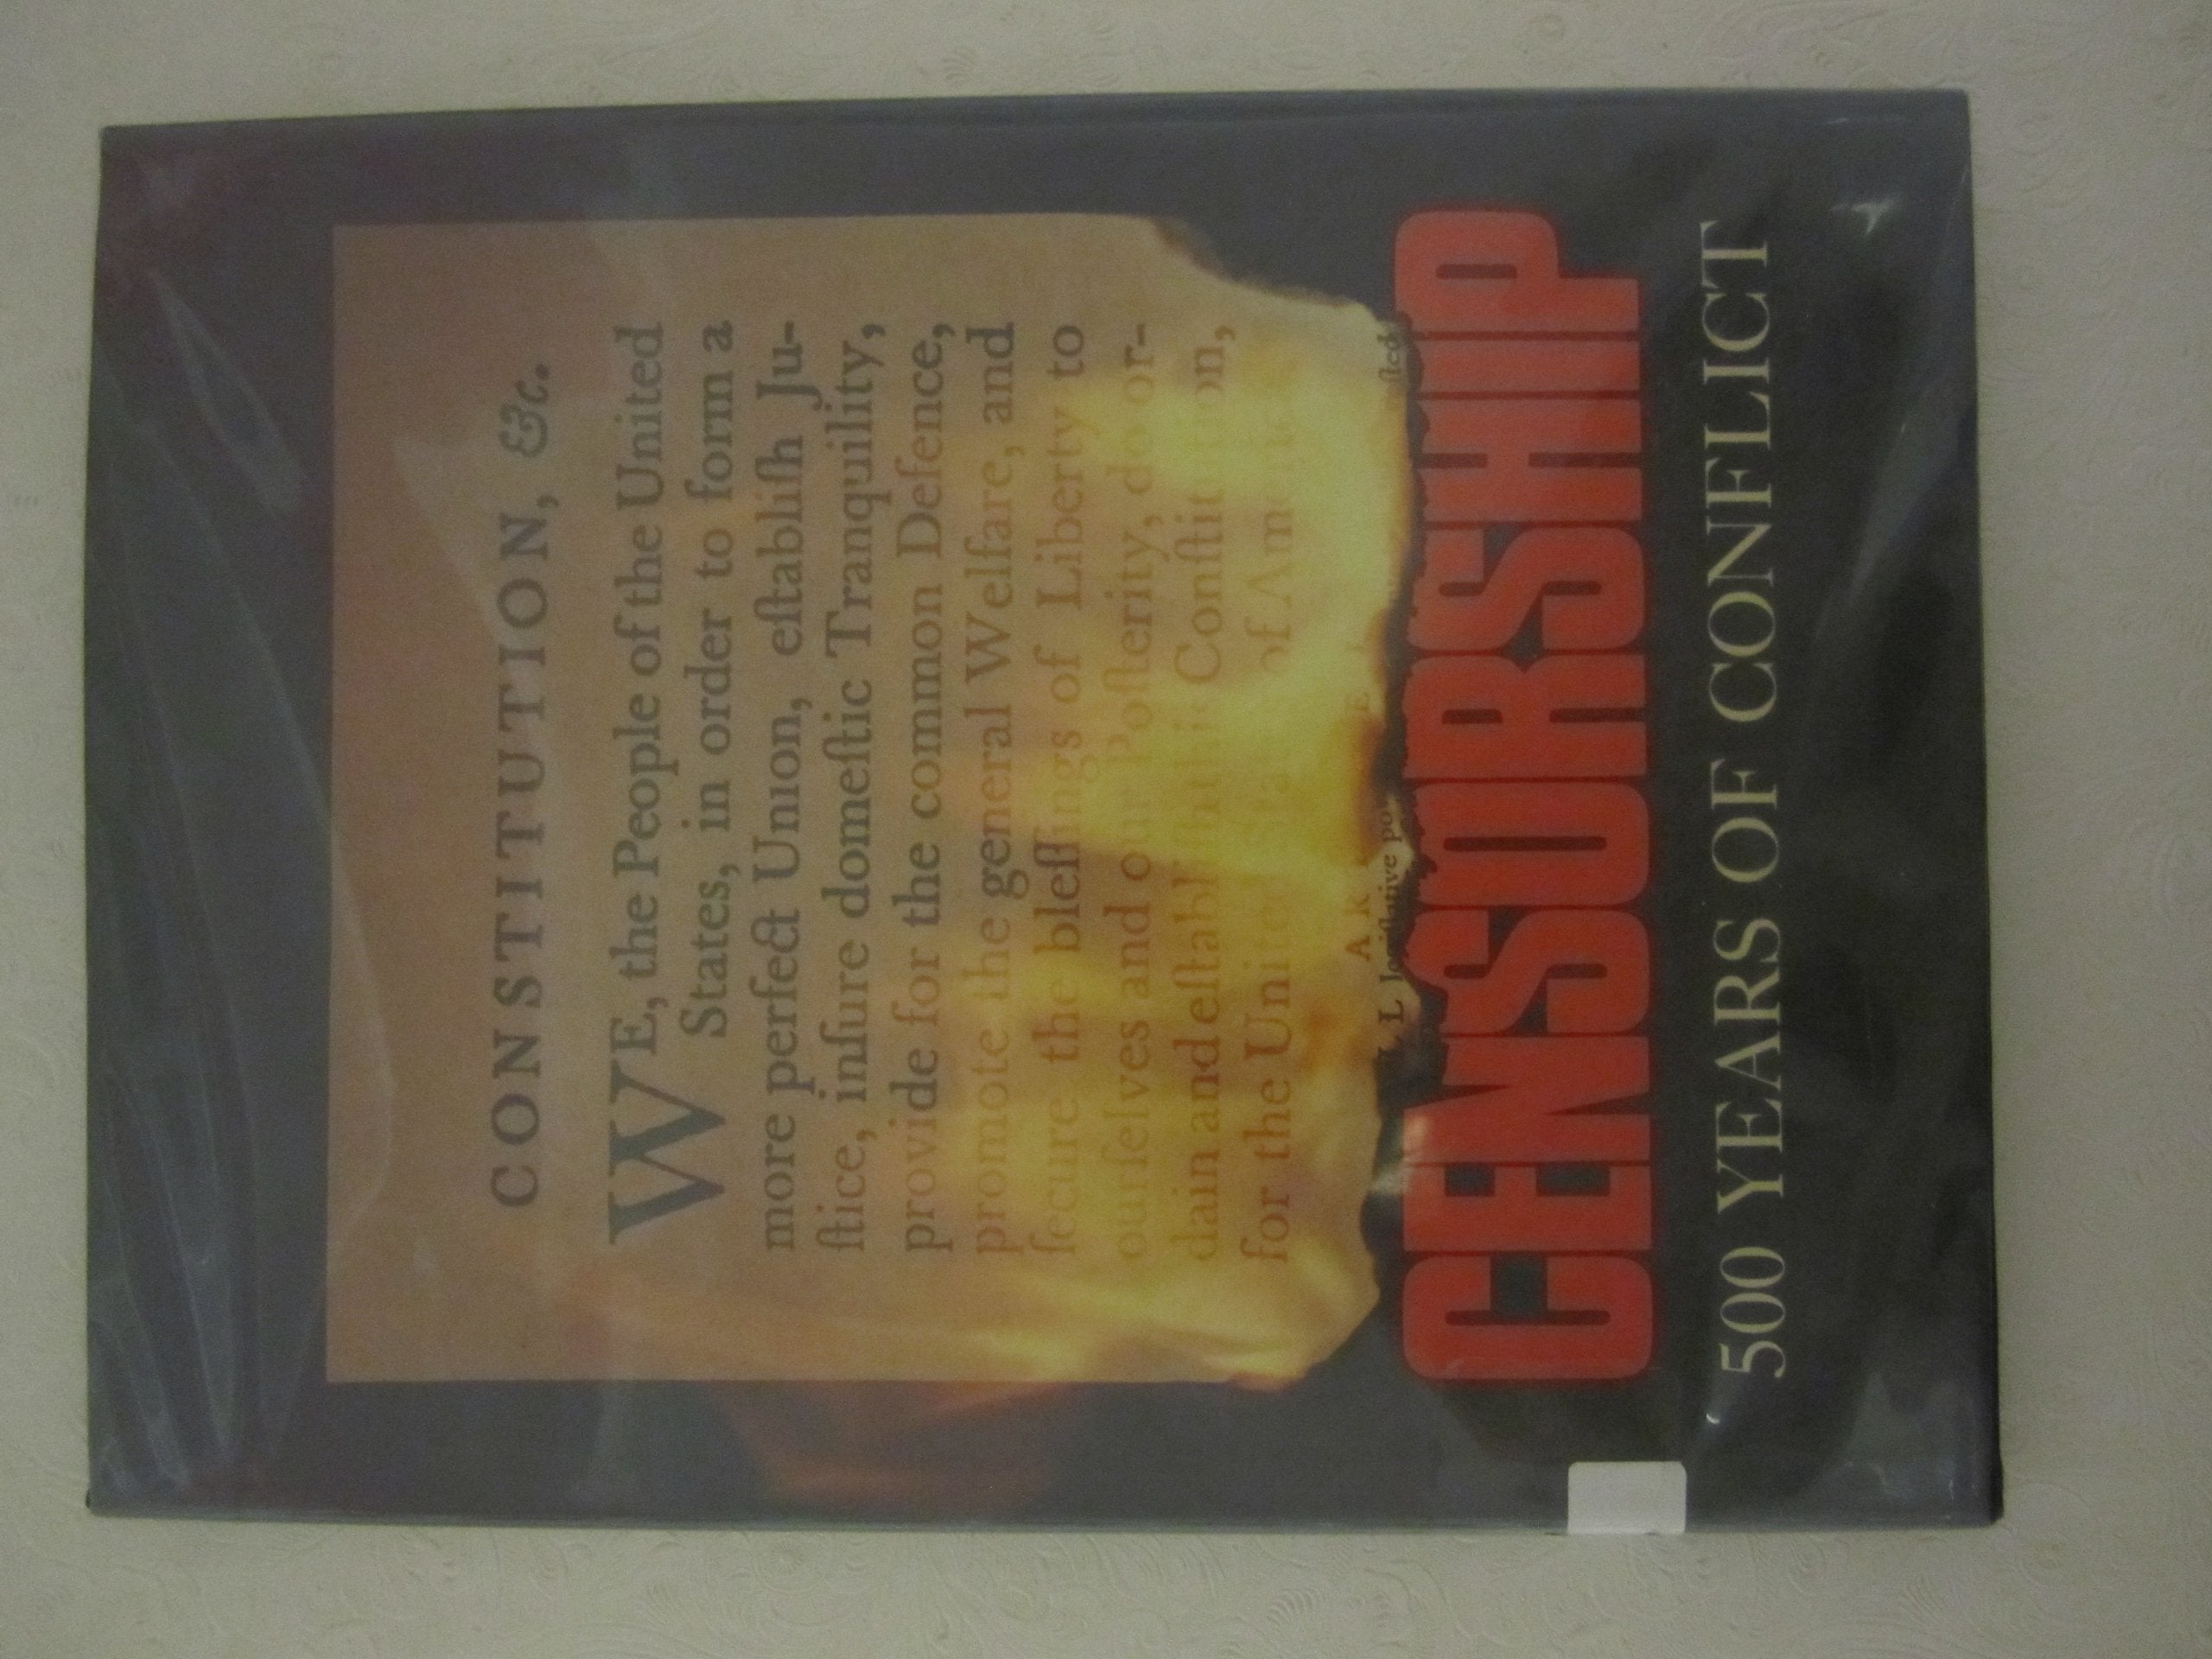 CONSTITUTION, &c.
WE, the People of the United
States, in order to form a
more perfect Union, eſtabliſh Ju-
ſtice, inſure domeſtic Tranquility,
provide for the common Defence,
promote the general Welfare, and
ſecure the bleſſings of Liberty to
ourſelves and our Poſterity, do or-
dain and eſtabliſh this Conſtitution,
for the United of
CENSORSHIP
500 YEARS OF CONFLICT